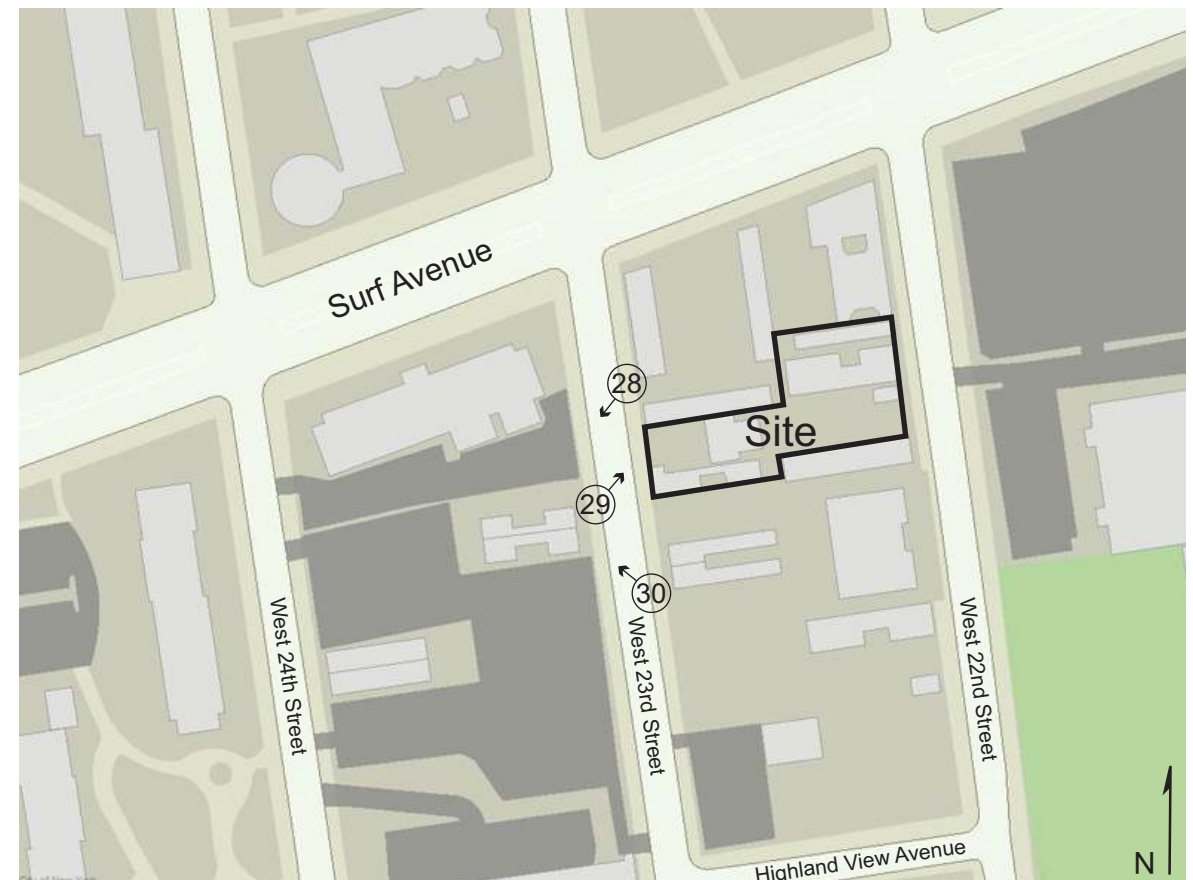 Surf Avenue
28
Site
29
30
West 24th Street
West 23rd Street
West 22nd Street
Highland View Avenue
N